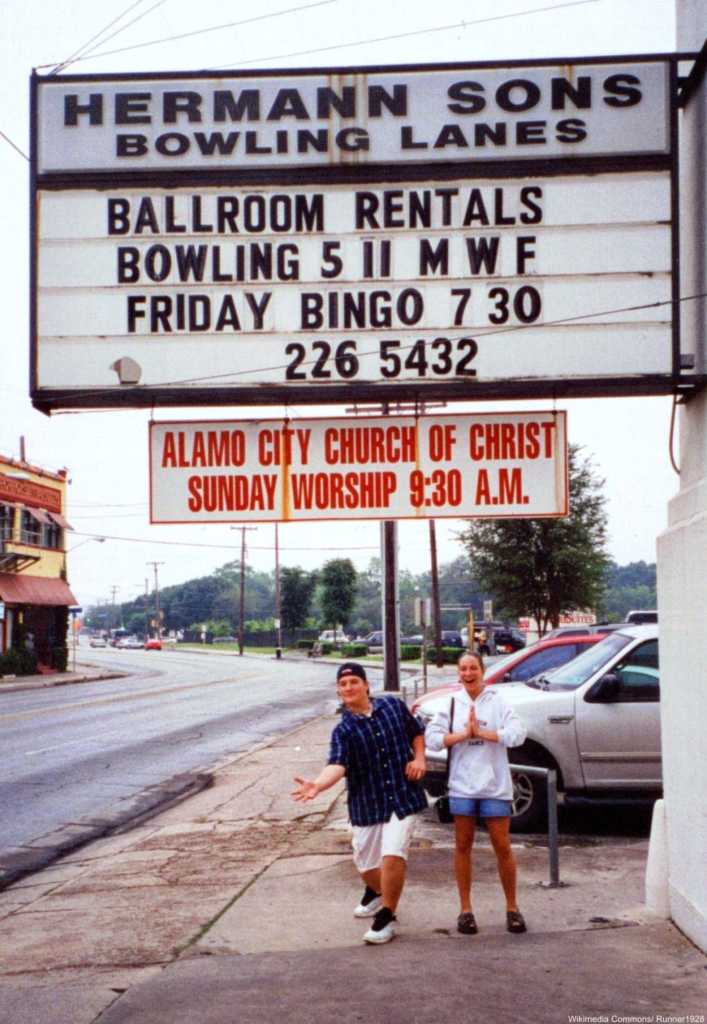 HERMANN SONS
BOWLING LANES
BALLROOM RENTALS
BOWLING 5 11 M W F
FRIDAY BINGO 7 30
226 5432
ALAMO CITY CHURCH OF CHRIST
SUNDAY WORSHIP 9:30 A.M.
Wikimedia Commons/ Runner1928